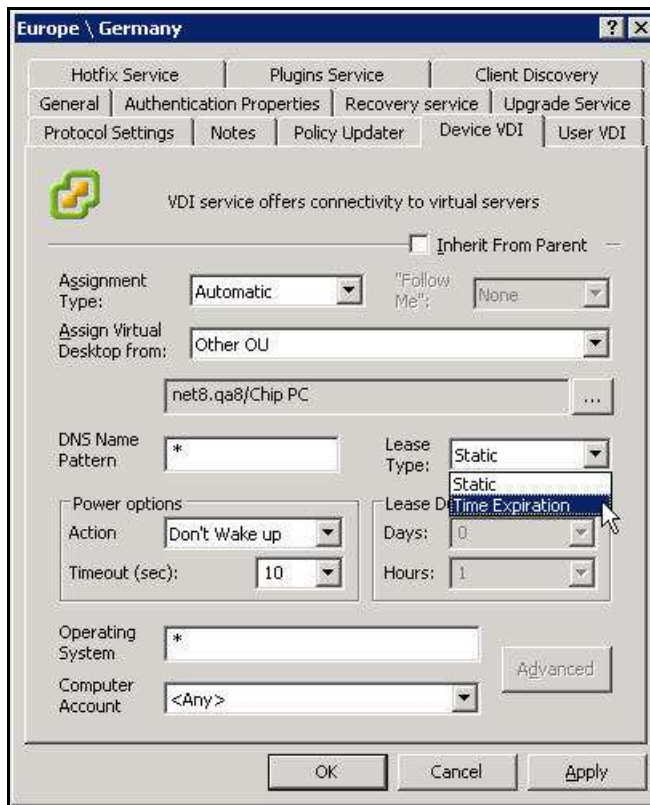 Europe \ Germany
Hotfix Service Plugins Service Client Discovery
General Authentication Properties Recovery service Upgrade Service
Protocol Settings Notes Policy Updater Device VDI User VDI
VDI service offers connectivity to virtual servers
Inherit From Parent
Assignment Type: Automatic "Follow Me": None
Assign Virtual Desktop from: Other OU
net8.qa8/Chip PC ...
DNS Name Pattern * Lease Type: Static
Static
Power options Lease D Time Expiration
Action Don't Wake up Days: 0
Timeout (sec): 10 Hours: 1
Operating System *
Advanced
Computer Account <Any>
OK Cancel Apply